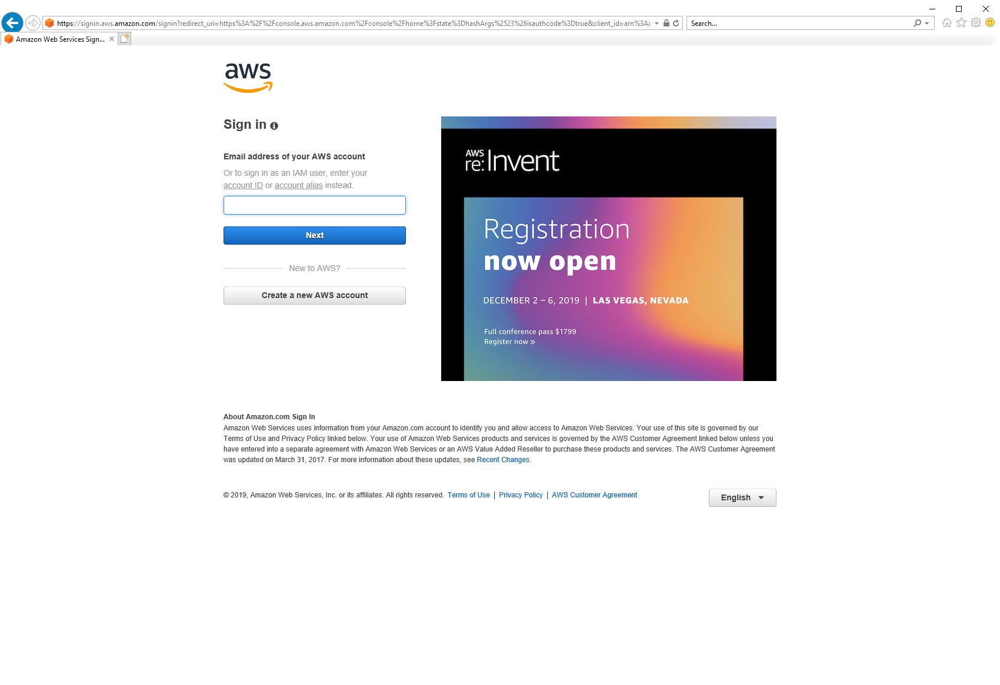 https://signin.aws.amazon.com/signin?redirect_uri=https%3A%2F%2Fconsole.aws.amazon.com%2Fconsole%2Fhome%3Fstate%3DhashArgs%2523%26isauthcode%3Dtrue&client_id=arn%3Aa
Search...
Amazon Web Services Sign...
aws
Sign in
Email address of your AWS account
Or to sign in as an IAM user, enter your
account ID or account alias instead.
Next
New to AWS?
Create a new AWS account
AWS
re:Invent
Registration
now open
DECEMBER 2 – 6, 2019 | LAS VEGAS, NEVADA
Full conference pass $1799
Register now »
About Amazon.com Sign In
Amazon Web Services uses information from your Amazon.com account to identify you and allow access to Amazon Web Services. Your use of this site is governed by our
Terms of Use and Privacy Policy linked below. Your use of Amazon Web Services products and services is governed by the AWS Customer Agreement linked below unless you
have entered into a separate agreement with Amazon Web Services or an AWS Value Added Reseller to purchase these products and services. The AWS Customer Agreement
was updated on March 31, 2017. For more information about these updates, see Recent Changes.
© 2019, Amazon Web Services, Inc. or its affiliates. All rights reserved. Terms of Use | Privacy Policy | AWS Customer Agreement
English